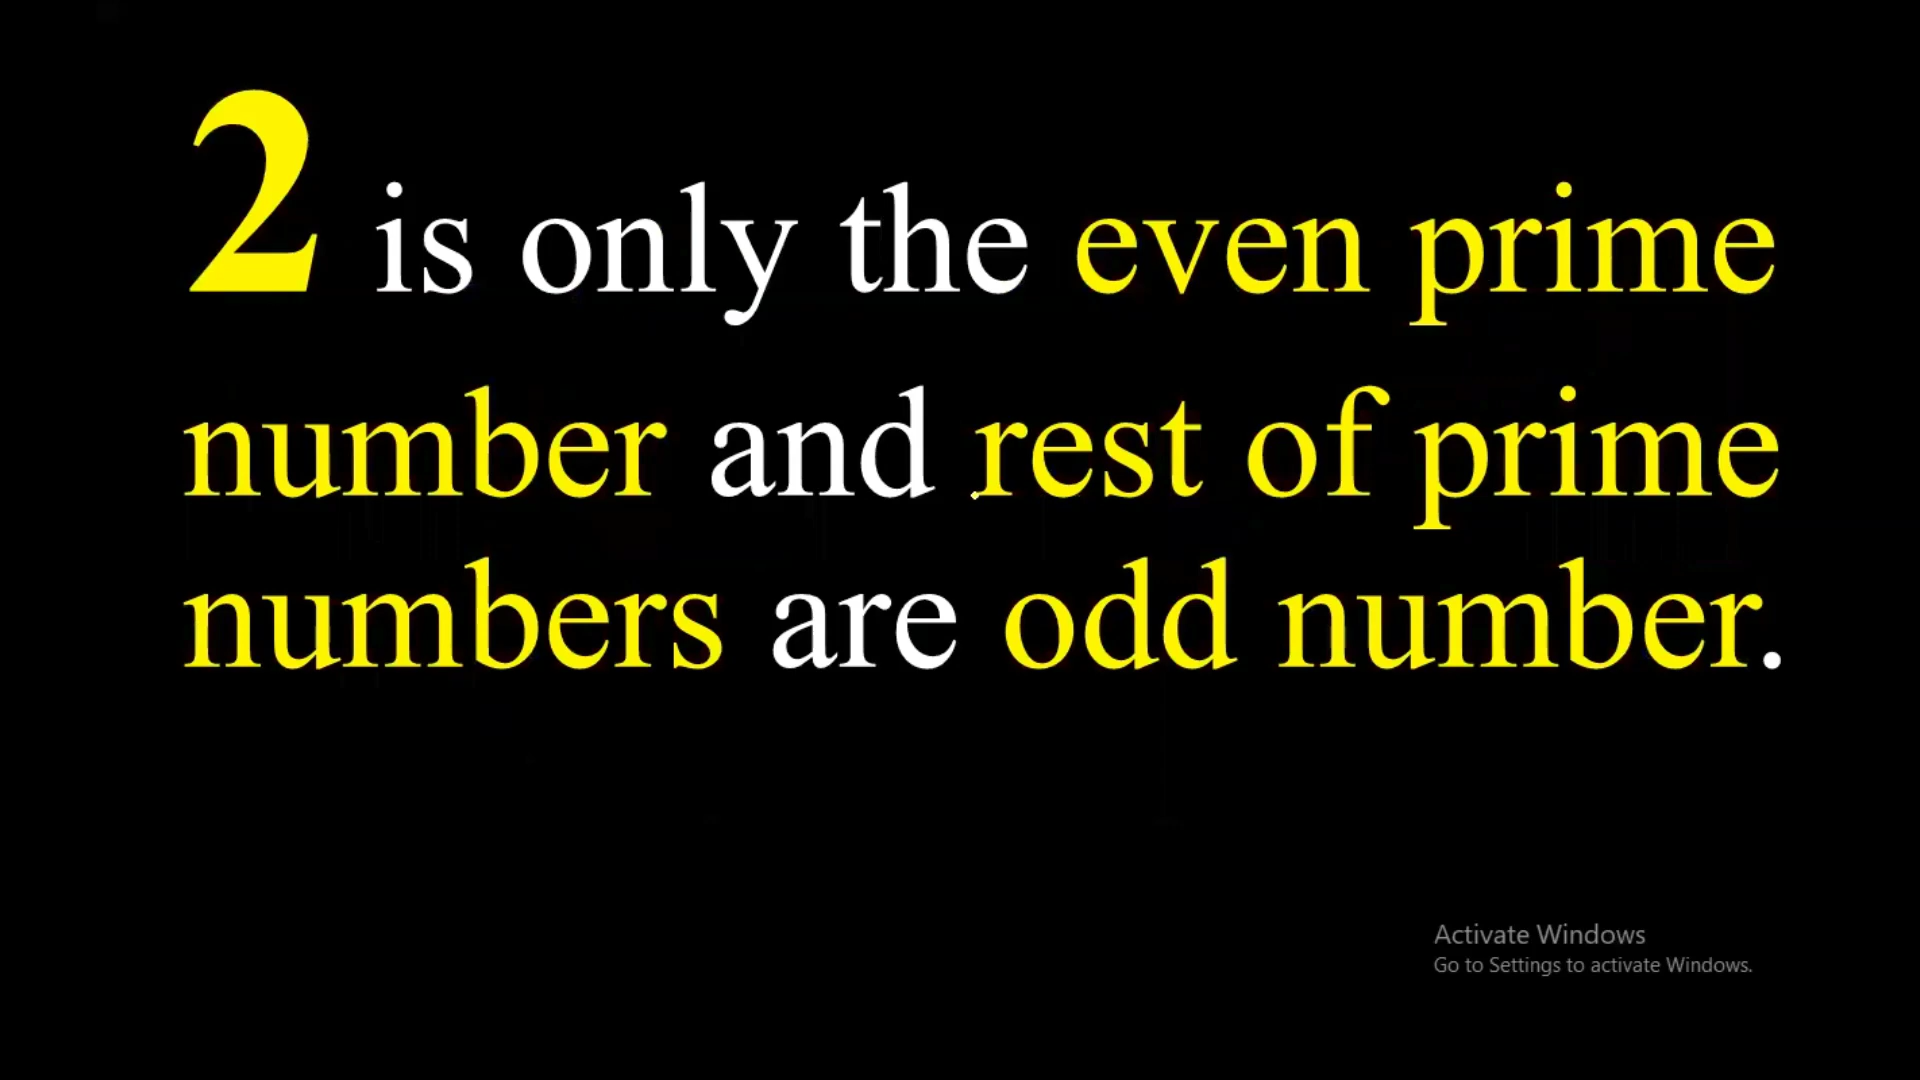 2 is only the even prime
number and rest of prime
numbers are odd number.
Activate Windows
Go to Settings to activate Windows.